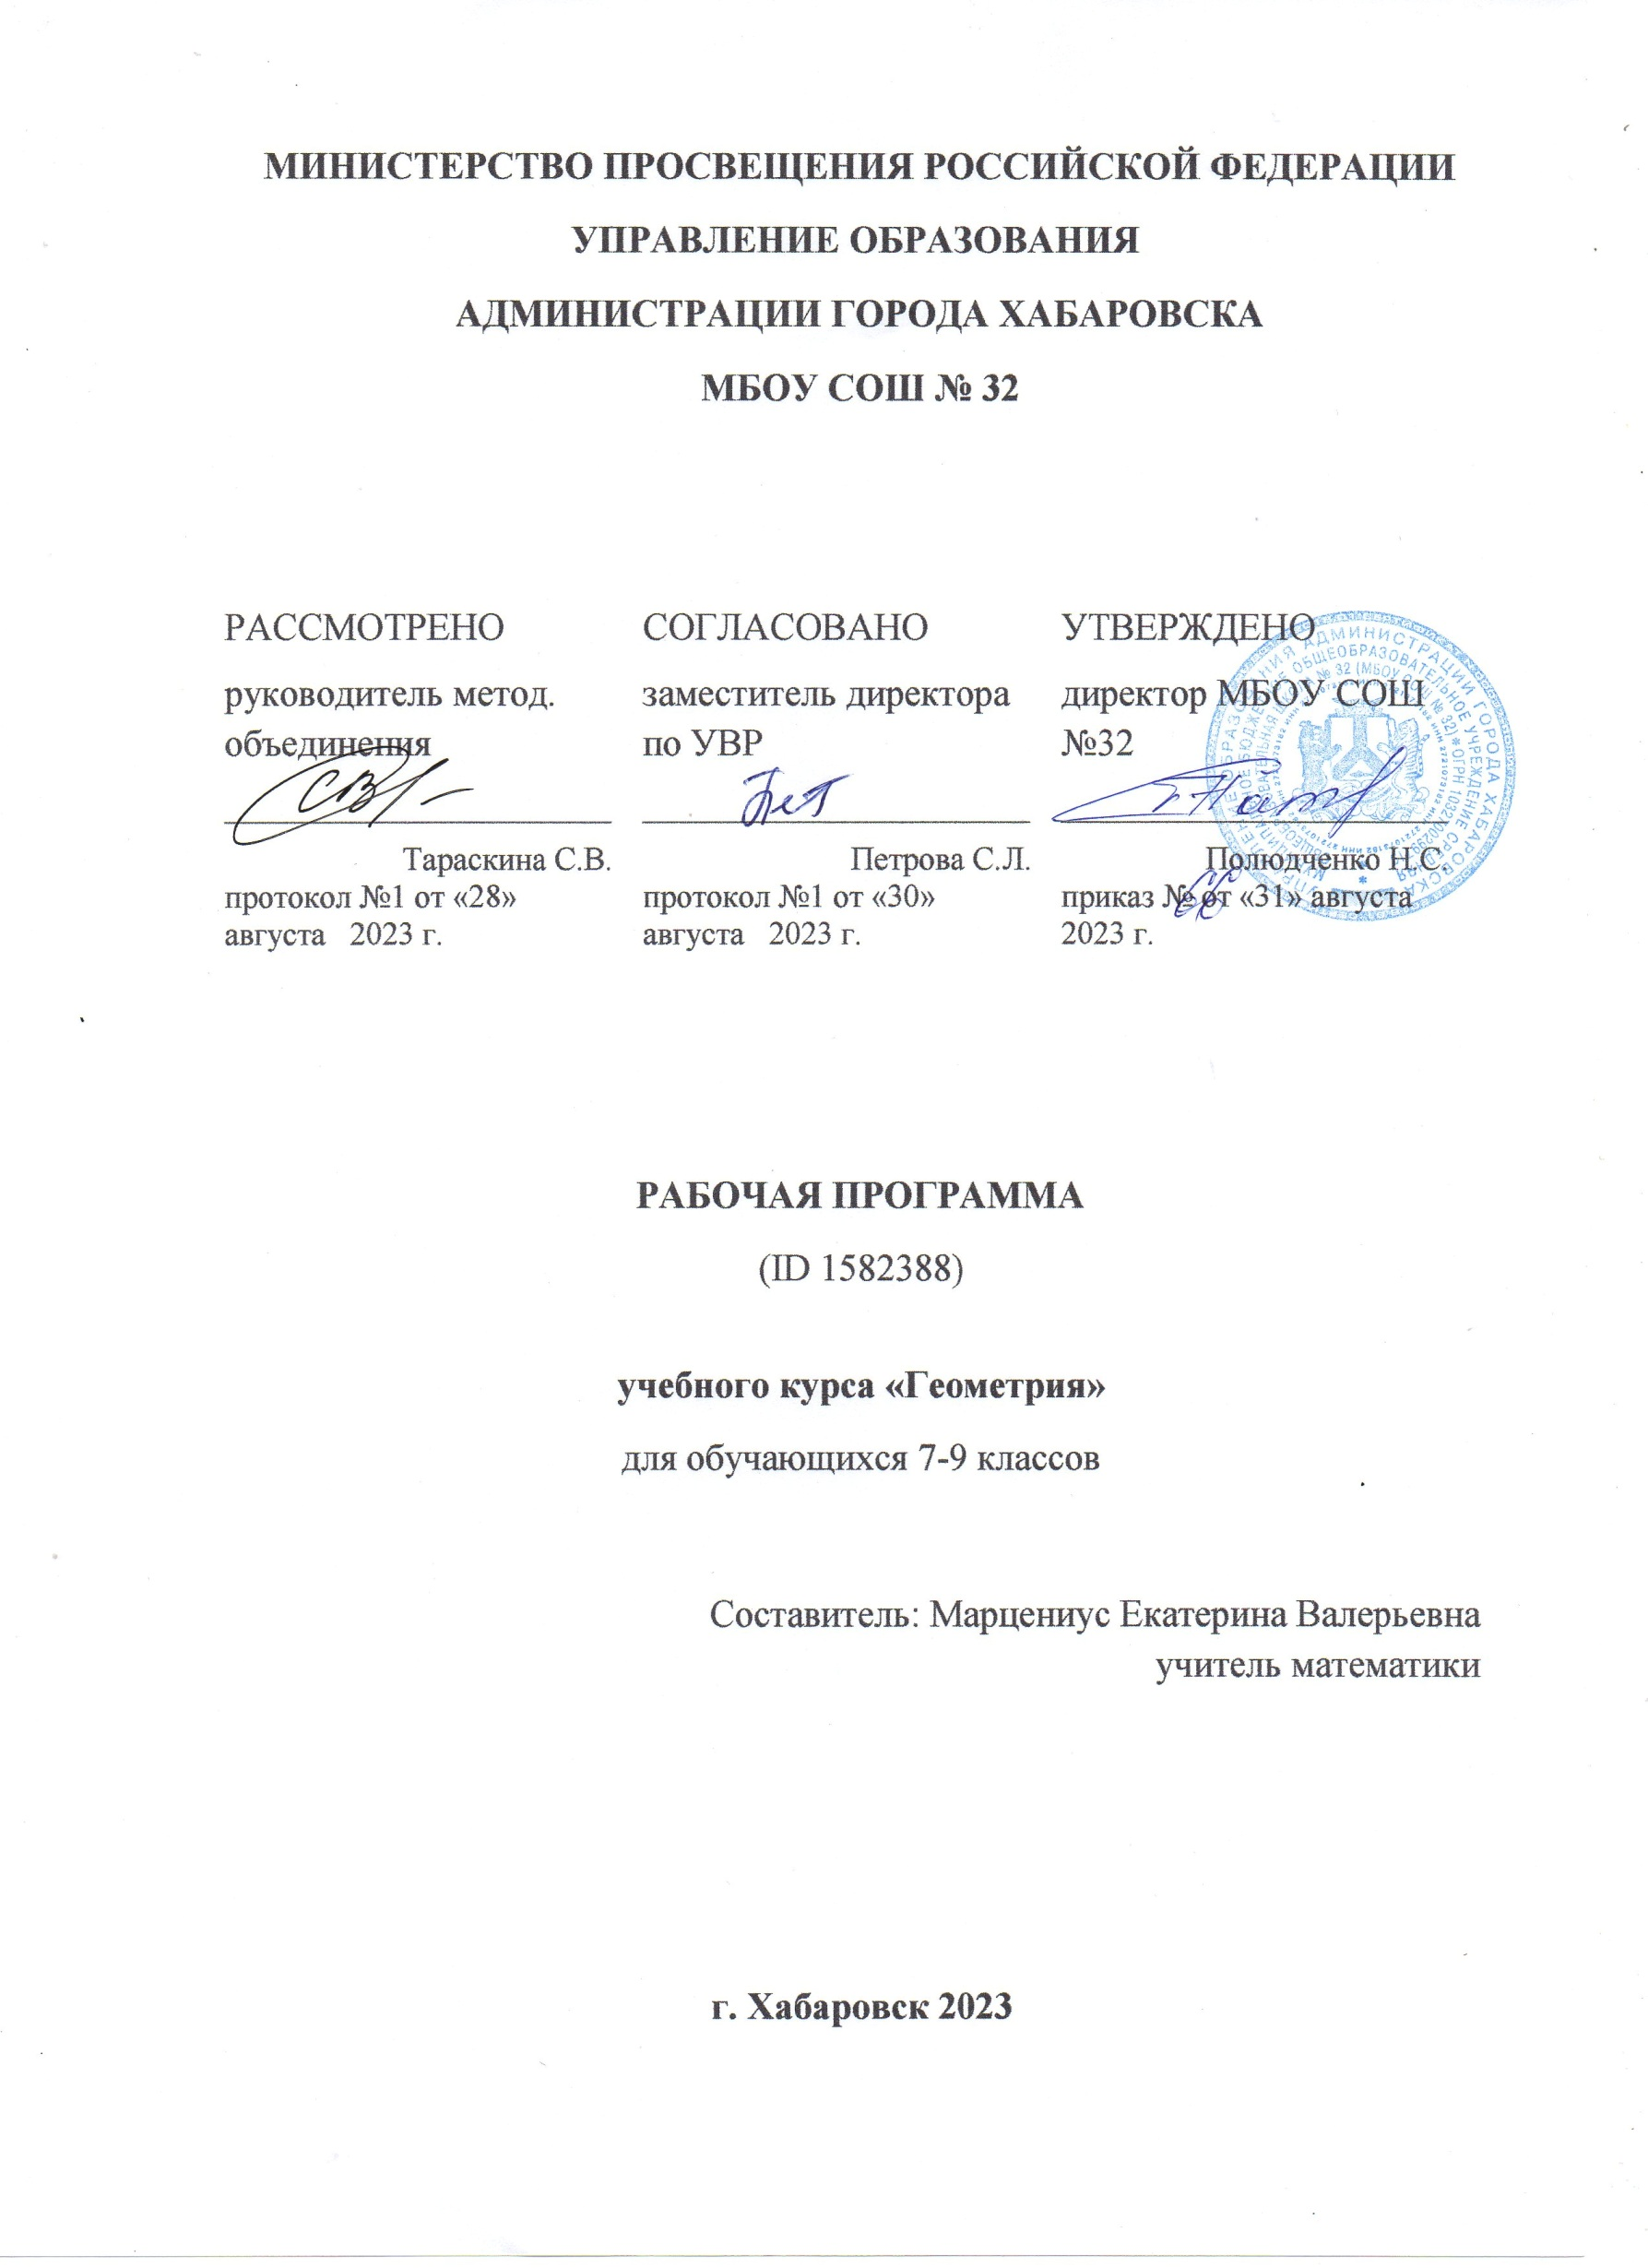 МИНИСТЕРСТВО ПРОСВЕЩЕНИЯ РОССИЙСКОЙ ФЕДЕРАЦИИ
УПРАВЛЕНИЕ ОБРАЗОВАНИЯ
АДМИНИСТРАЦИИ ГОРОДА ХАБАРОВСКА
МБОУ СОШ № 32
РАССМОТРЕНО
руководитель метод.
объединения
Тараскина С.В.
протокол №1 от «28»
августа 2023 г.
СОГЛАСОВАНО
заместитель директора
по УВР
Петрова С.Л.
протокол №1 от «30»
августа 2023 г.
УТВЕРЖДЕНО
директор МБОУ СОШ
№32
Полюдченко Н.С.
приказ № от «31» августа
2023 г.
РАБОЧАЯ ПРОГРАММА
(ID 1582388)
учебного курса «Геометрия»
для обучающихся 7-9 классов
Составитель: Марцениус Екатерина Валерьевна
учитель математики
г. Хабаровск 2023